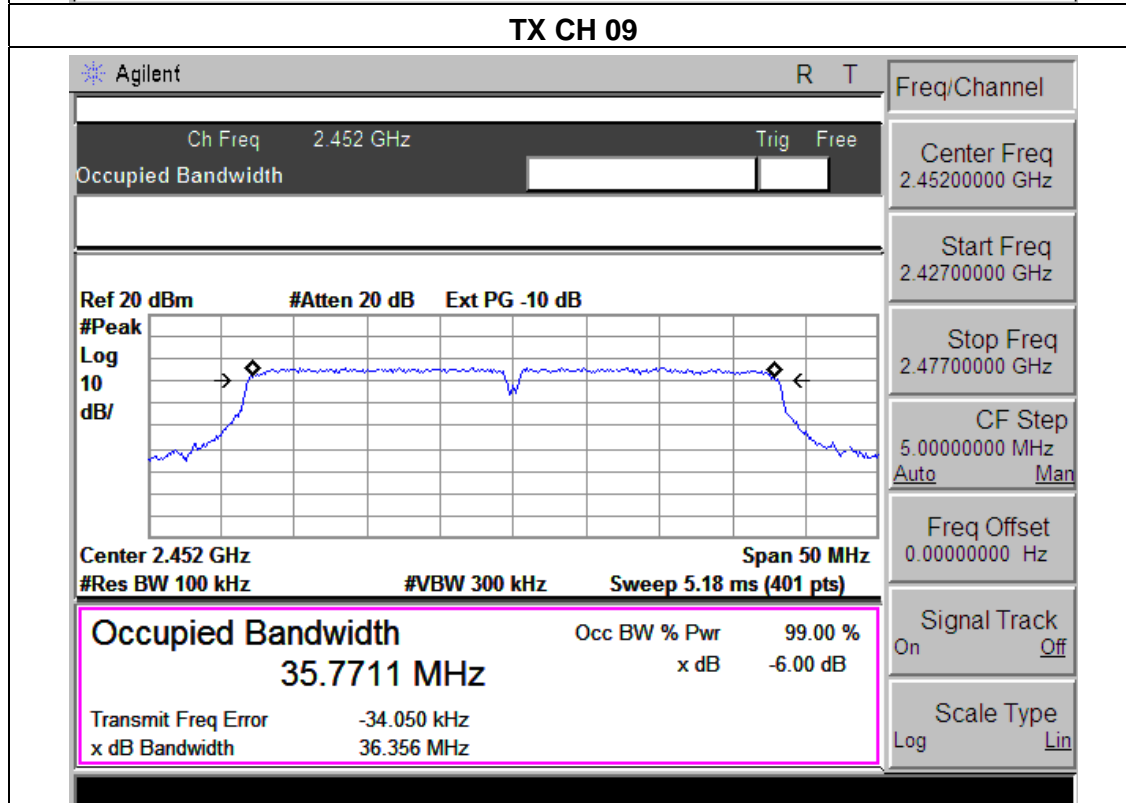 TX CH 09
Agilent R T
Freq/Channel
Ch Freq 2.452 GHz Trig Free
Occupied Bandwidth
Center Freq
2.45200000 GHz
Start Freq
2.42700000 GHz
Stop Freq
2.47700000 GHz
CF Step
5.00000000 MHz
Auto Man
Freq Offset
0.00000000 Hz
Signal Track
On Off
Scale Type
Log Lin
Ref 20 dBm #Atten 20 dB Ext PG -10 dB
#Peak
Log
10
dB/
Center 2.452 GHz Span 50 MHz
#Res BW 100 kHz #VBW 300 kHz Sweep 5.18 ms (401 pts)
Occupied Bandwidth Occ BW % Pwr 99.00 %
35.7711 MHz x dB -6.00 dB
Transmit Freq Error -34.050 kHz
x dB Bandwidth 36.356 MHz